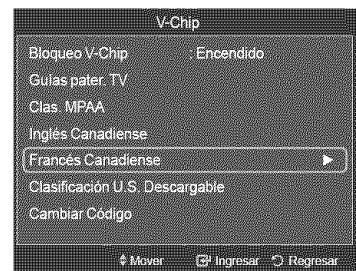 V-Chip
Bloqueo V-Chip : Encendido
Guías pater. TV
Clas. MPAA
Inglés Canadiense
Francés Canadiense
Clasificación U.S. Descargable
Cambiar Código
Mover Ingresar Regresar